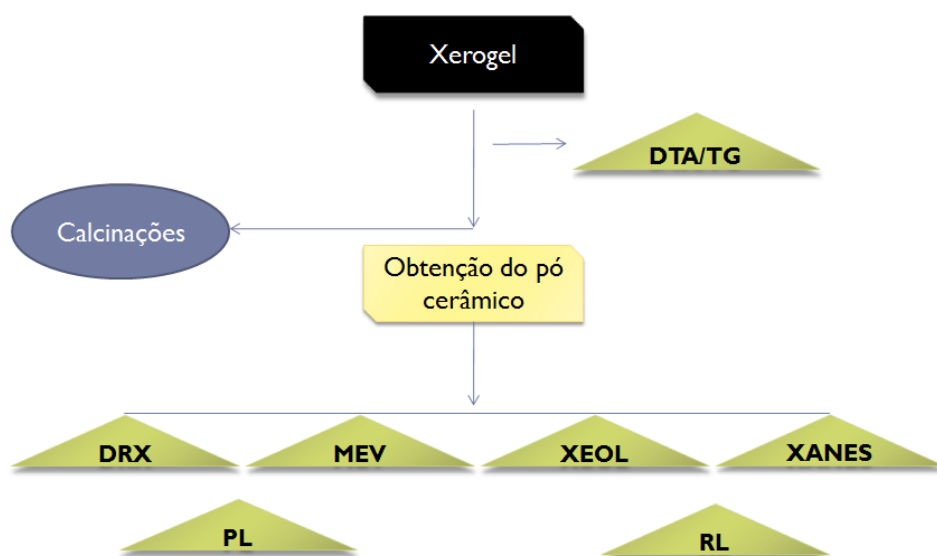 Xerogel
DTA/TG
Calcinações
Obtenção do pó
cerâmico
DRX
MEV
XEOL
XANES
PL
RL